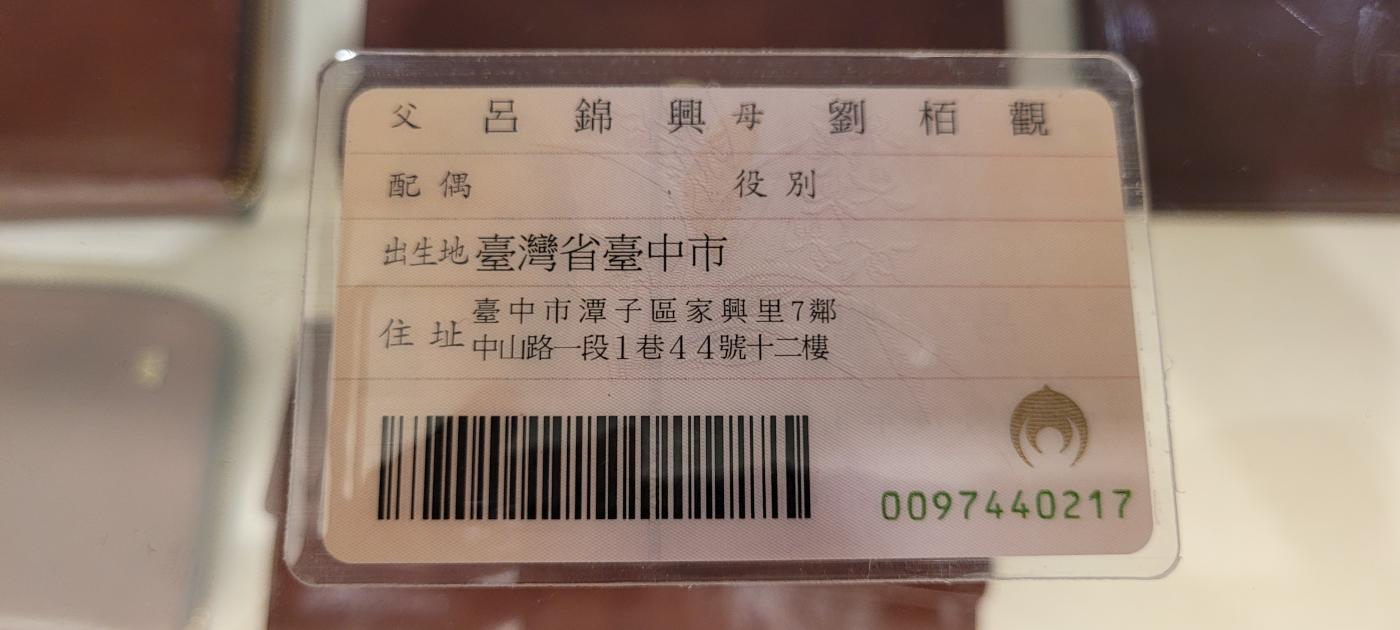 父 呂錦興 母 劉栢觀
配偶 役別
出生地 臺灣省臺中市
住址 臺中市潭子區家興里7鄰
中山路一段1巷44號十二樓
0097440217